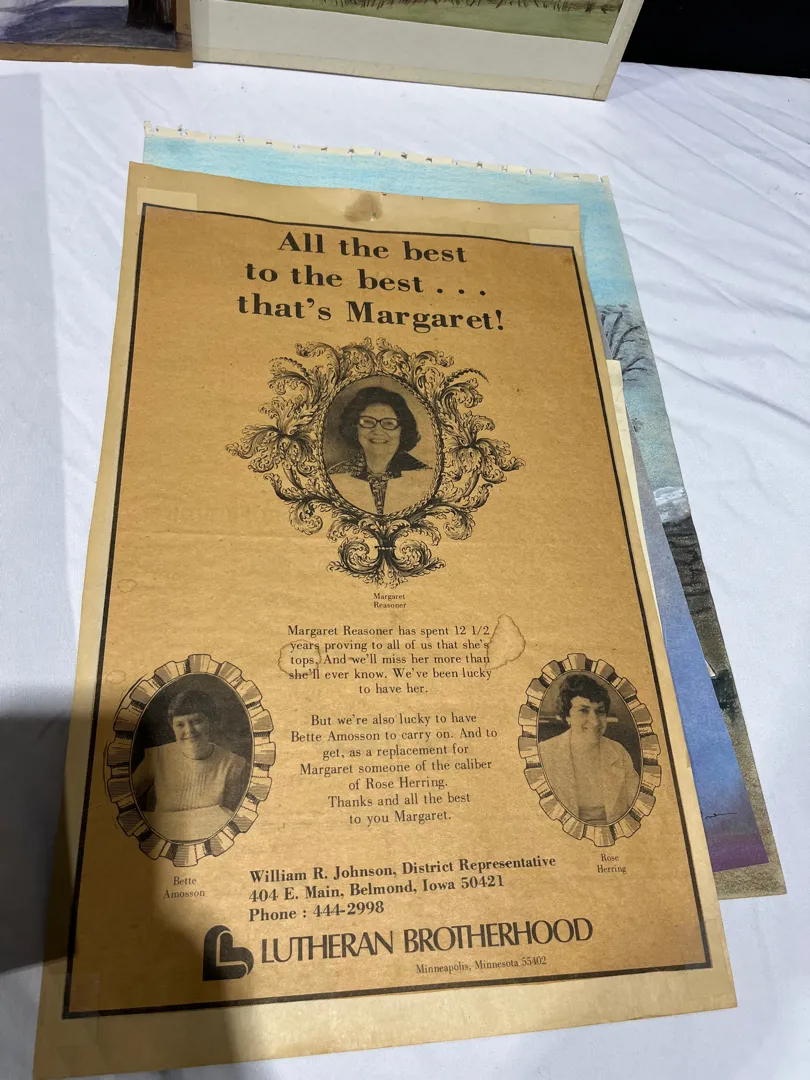 All the best
to the best . . .
that's Margaret!
Margaret
Reasoner
Margaret Reasoner has spent 12 1/2
years proving to all of us that she's
tops. And we'll miss her more than
she'll ever know. We've been lucky
to have her.
But we're also lucky to have
Bette Amosson to carry on. And to
get, as a replacement for
Margaret someone of the caliber
of Rose Herring.
Thanks and all the best
to you Margaret.
Bette
Amosson
Rose
Herring
William R. Johnson, District Representative
404 E. Main, Belmond, Iowa 50421
Phone : 444-2998
LUTHERAN BROTHERHOOD
Minneapolis, Minnesota 55402